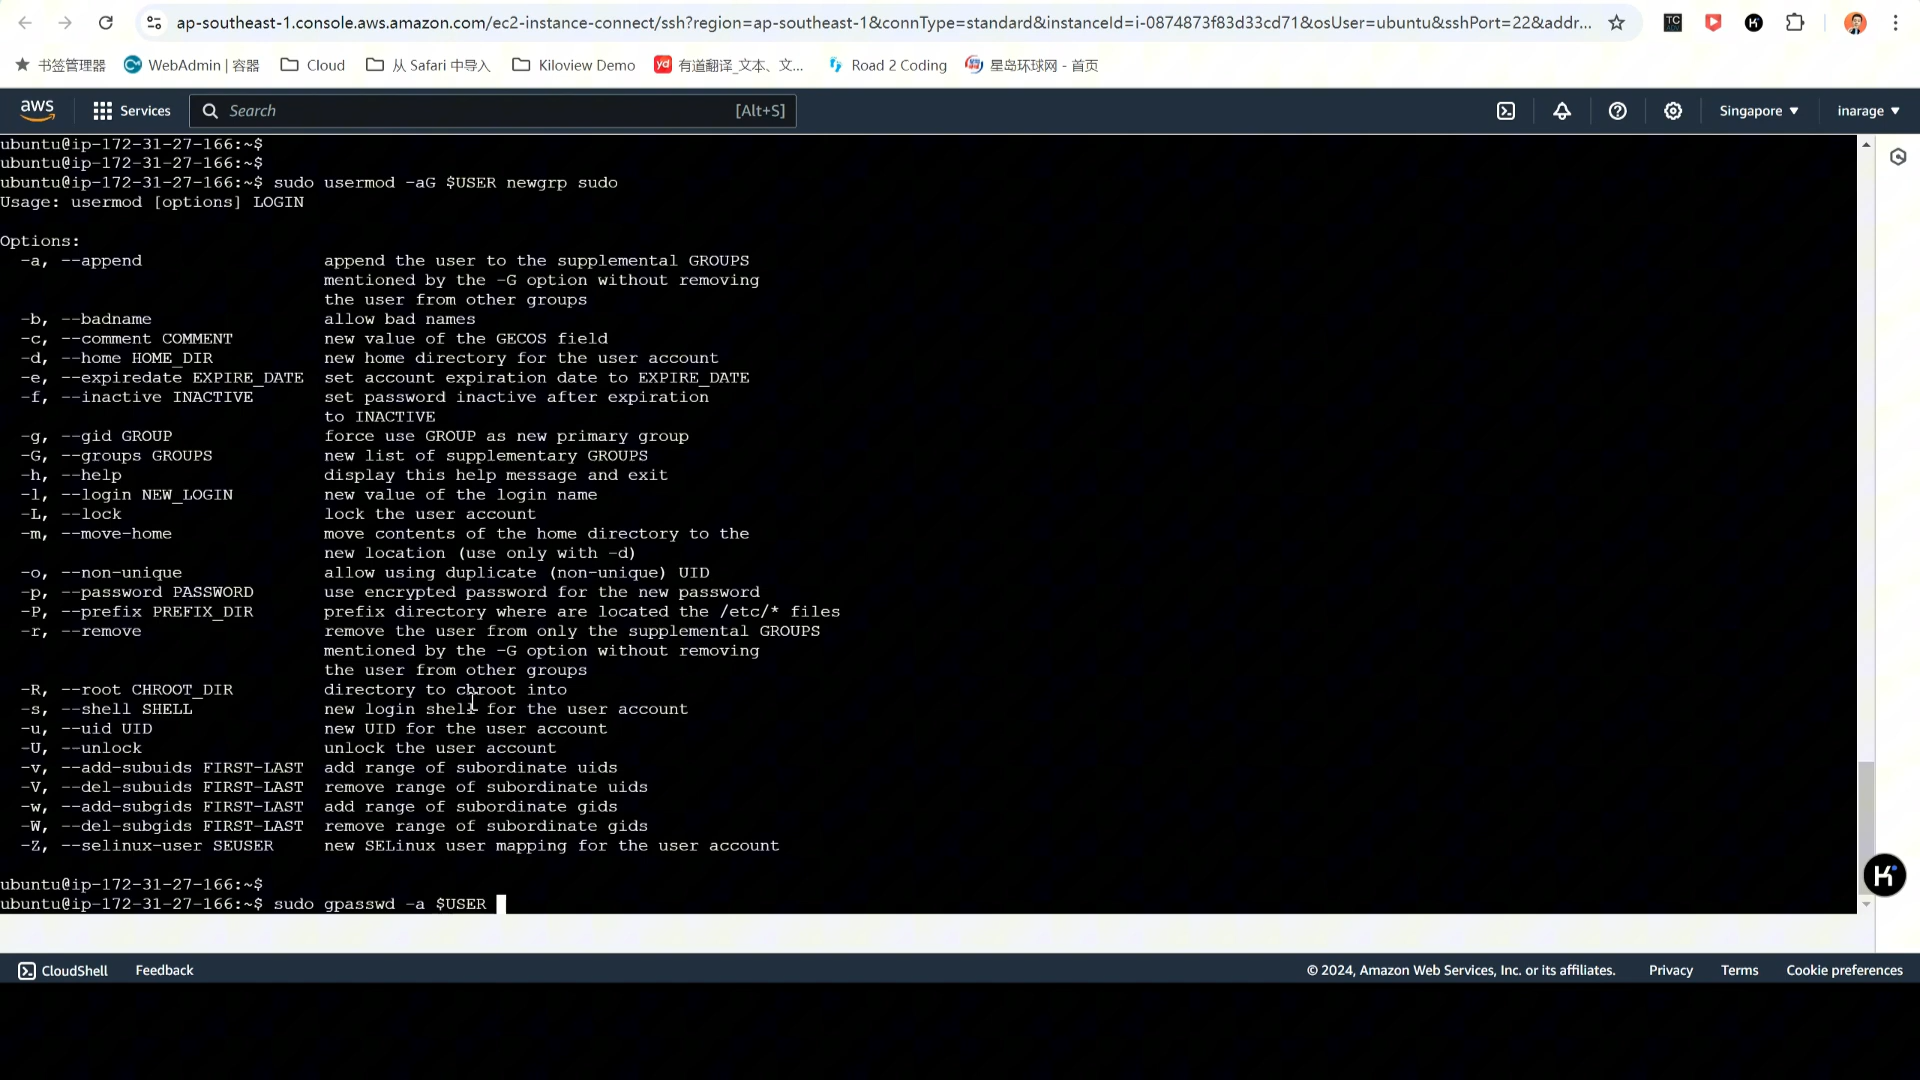 ap-southeast-1.console.aws.amazon.com/ec2-instance-connect/ssh?region=ap-southeast-1&connType=standard&instanceId=i-0874873f83d33cd71&osUser=ubuntu&sshPort=22&addr...
TC
书签管理器 WebAdmin | 容器 Cloud 从 Safari 中导入 Kiloview Demo yd 有道翻译_文本、文... Road 2 Coding 星岛环球网 - 首页
aws Services Search [Alt+S] Singapore inarage
ubuntu@ip-172-31-27-166:~$
ubuntu@ip-172-31-27-166:~$
ubuntu@ip-172-31-27-166:~$ sudo usermod -aG $USER newgrp sudo
Usage: usermod [options] LOGIN
Options:
-a, --append append the user to the supplemental GROUPS
mentioned by the -G option without removing
the user from other groups
-b, --badname allow bad names
-c, --comment COMMENT new value of the GECOS field
-d, --home HOME_DIR new home directory for the user account
-e, --expiredate EXPIRE_DATE set account expiration date to EXPIRE_DATE
-f, --inactive INACTIVE set password inactive after expiration
to INACTIVE
-g, --gid GROUP force use GROUP as new primary group
-G, --groups GROUPS new list of supplementary GROUPS
-h, --help display this help message and exit
-l, --login NEW_LOGIN new value of the login name
-L, --lock lock the user account
-m, --move-home move contents of the home directory to the
new location (use only with -d)
-o, --non-unique allow using duplicate (non-unique) UID
-p, --password PASSWORD use encrypted password for the new password
-P, --prefix PREFIX_DIR prefix directory where are located the /etc/* files
-r, --remove remove the user from only the supplemental GROUPS
mentioned by the -G option without removing
the user from other groups
-R, --root CHROOT_DIR directory to chroot into
-s, --shell SHELL new login shell for the user account
-u, --uid UID new UID for the user account
-U, --unlock unlock the user account
-v, --add-subuids FIRST-LAST add range of subordinate uids
-V, --del-subuids FIRST-LAST remove range of subordinate uids
-w, --add-subgids FIRST-LAST add range of subordinate gids
-W, --del-subgids FIRST-LAST remove range of subordinate gids
-Z, --selinux-user SEUSER new SELinux user mapping for the user account
ubuntu@ip-172-31-27-166:~$
ubuntu@ip-172-31-27-166:~$ sudo gpasswd -a $USER
CloudShell Feedback © 2024, Amazon Web Services, Inc. or its affiliates. Privacy Terms Cookie preferences